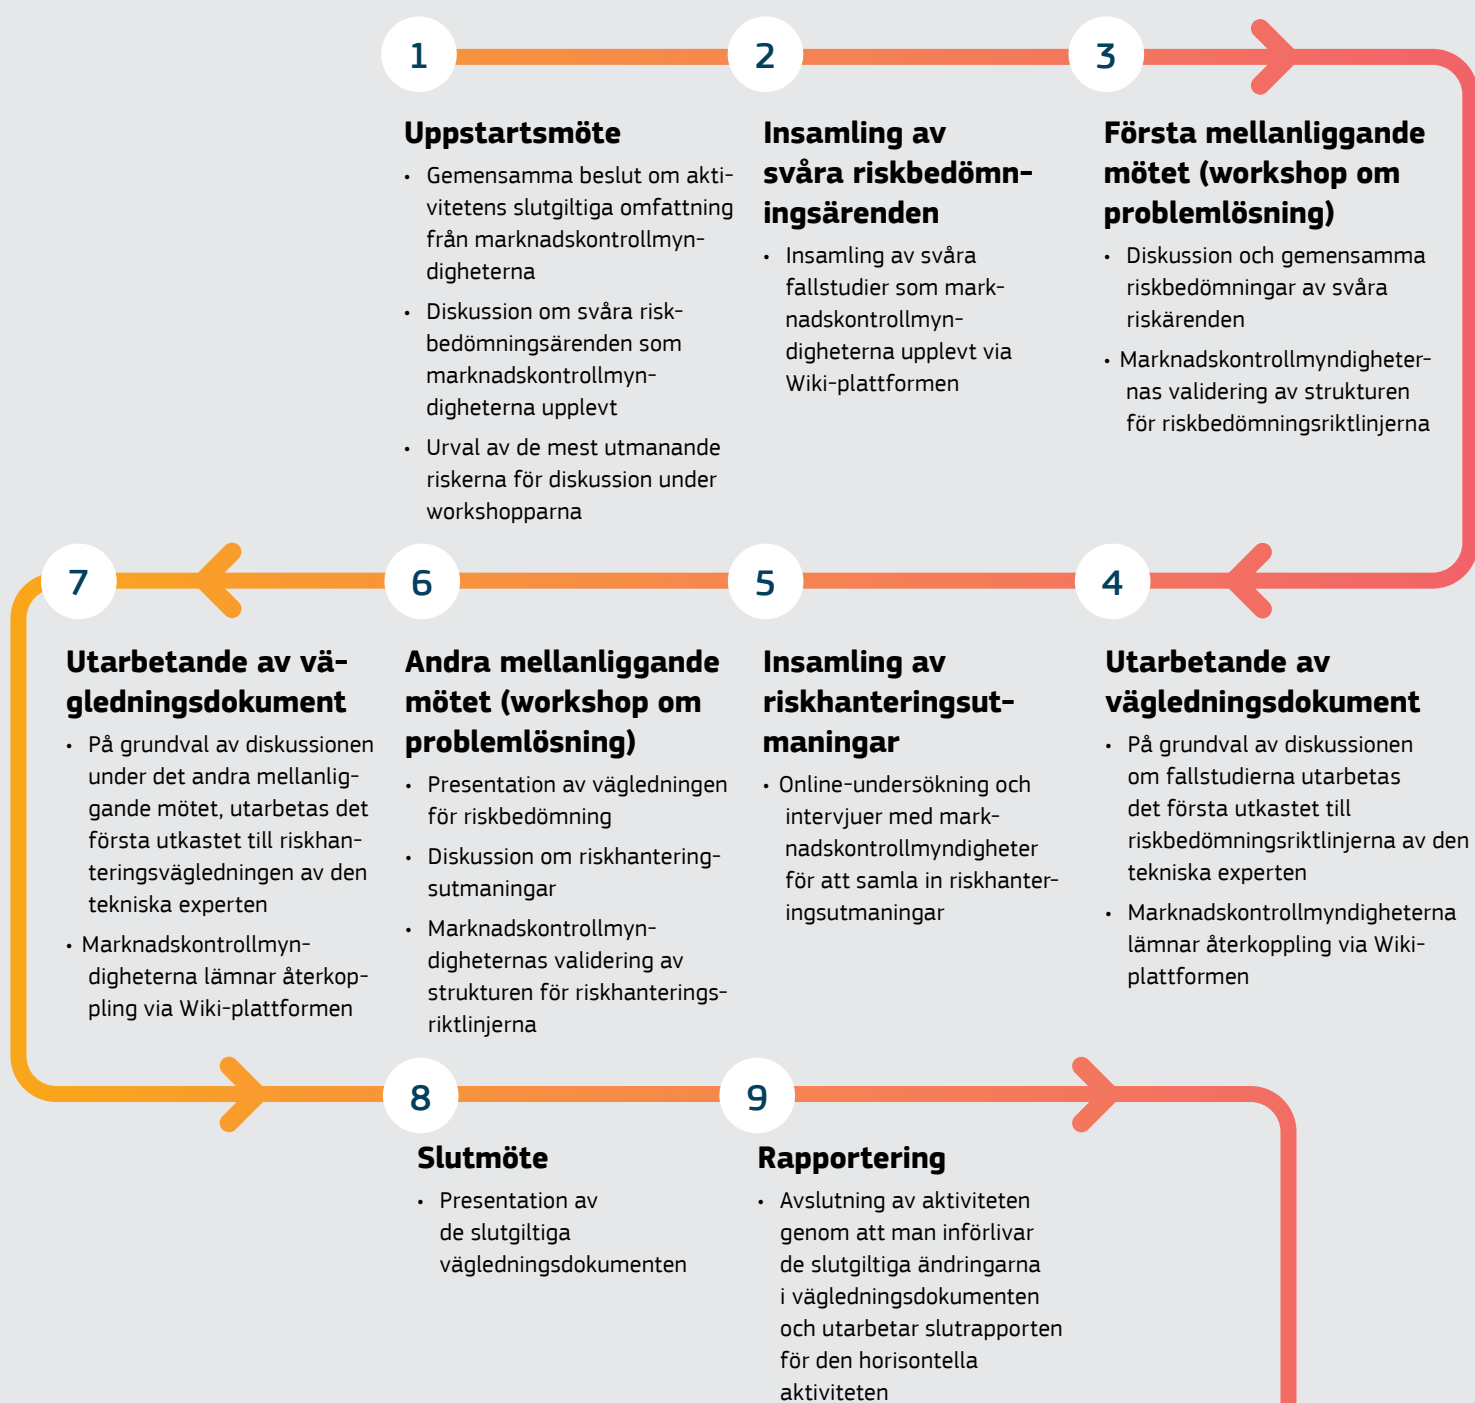 1
Uppstartsmöte
• Gemensamma beslut om akti-
vitetens slutgiltiga omfattning
från marknadskontrollmyn-
digheterna
• Diskussion om svåra risk-
bedömningsärenden som
marknadskontrollmyn-
digheterna upplevt
• Urval av de mest utmanande
riskerna för diskussion under
workshopparna
2
Insamling av
svåra riskbedömn-
ingsärenden
• Insamling av svåra
fallstudier som mark-
nadskontrollmyn-
digheterna upplevt via
Wiki-plattformen
3
Första mellanliggande
mötet (workshop om
problemlösning)
• Diskussion och gemensamma
riskbedömningar av svåra
riskärenden
• Marknadskontrollmyndigheter-
nas validering av strukturen
för riskbedömningsriktlinjerna
4
Utarbetande av
vägledningsdokument
• På grundval av diskussionen
om fallstudierna utarbetas
det första utkastet till
riskbedömningsriktlinjerna av den
tekniska experten
• Marknadskontrollmyndigheterna
lämnar återkoppling via Wiki-
plattformen
5
Insamling av
riskhanteringsut-
maningar
• Online-undersökning och
intervjuer med mark-
nadskontrollmyndigheter
för att samla in riskhanter-
ingsutmaningar
6
Andra mellanliggande
mötet (workshop om
problemlösning)
• Presentation av vägledningen
för riskbedömning
• Diskussion om riskhantering-
sutmaningar
• Marknadskontrollmyn-
digheternas validering av
strukturen för riskhanterings-
riktlinjerna
7
Utarbetande av vä-
gledningsdokument
• På grundval av diskussionen
under det andra mellanlig-
gande mötet, utarbetas det
första utkastet till riskhan-
teringsvägledningen av den
tekniska experten
• Marknadskontrollmyn-
digheterna lämnar återkop-
pling via Wiki-plattformen
8
Slutmöte
• Presentation av
de slutgiltiga
vägledningsdokumenten
9
Rapportering
• Avslutning av aktiviteten
genom att man införlivar
de slutgiltiga ändringarna
i vägledningsdokumenten
och utarbetar slutrapporten
för den horisontella
aktiviteten